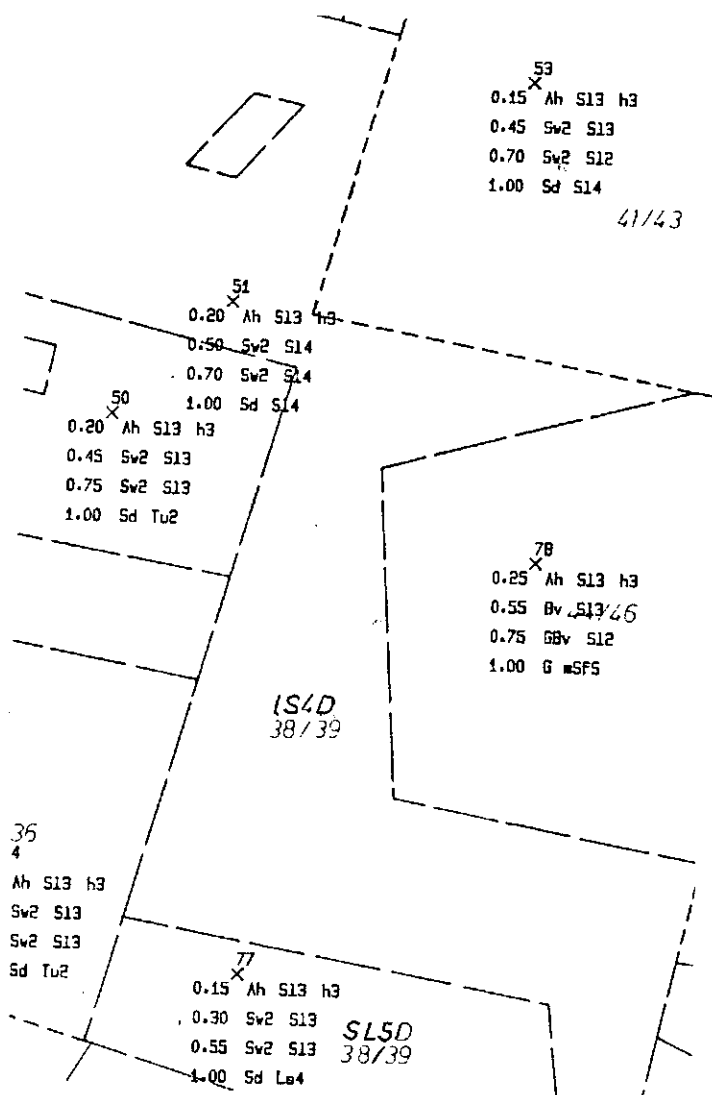 53
0.15 Ah Sl3 h3
0.45 Sw2 Sl3
0.70 Sw2 Sl2
1.00 Sd Sl4
41/43
51
0.20 Ah Sl3 h3
0.50 Sw2 Sl4
0.70 Sw2 Sl4
1.00 Sd Sl4
50
0.20 Ah Sl3 h3
0.45 Sw2 Sl3
0.75 Sw2 Sl3
1.00 Sd Tu2
78
0.25 Ah Sl3 h3
0.55 Bv Sl3
/46
0.75 GBv Sl2
1.00 G mSfS
lS4D
38/39
36
4
Ah Sl3 h3
Sw2 Sl3
Sw2 Sl3
Sd Tu2
77
0.15 Ah Sl3 h3
0.30 Sw2 Sl3
0.55 Sw2 Sl3
1.00 Sd Ls4
SL5D
38/39